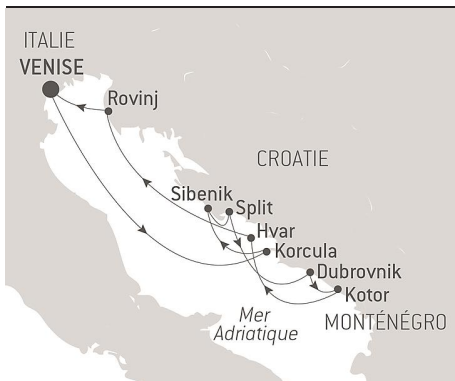 ITALIE
VENISE
Rovinj
CROATIE
Sibenik
Split
Hvar
Korcula
Dubrovnik
Kotor
Mer
Adriatique
MONTÉNÉGRO